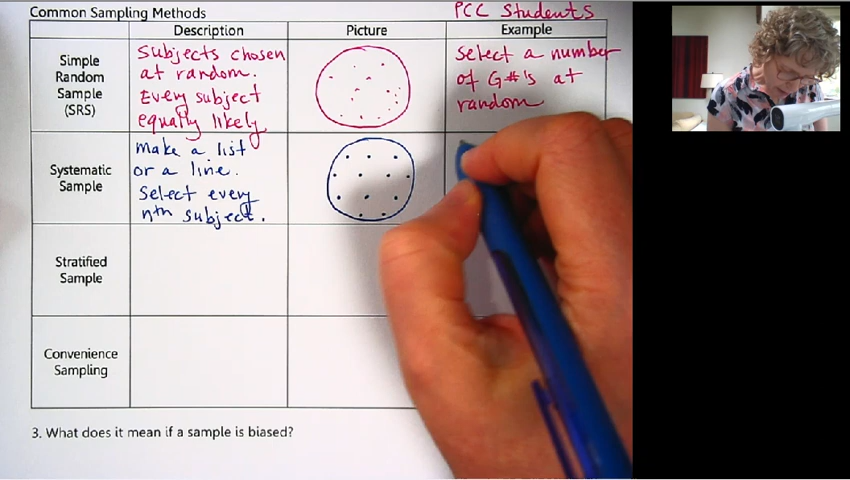 Common Sampling Methods
PCC Students
Description
Picture
Example
Simple
Random
Sample
(SRS)
Subjects chosen
at random.
Every subject
equally likely
Select a number
of G#'s at
random
Systematic
Sample
make a list
or a line.
Select every
nth subject.
Stratified
Sample
Convenience
Sampling
3. What does it mean if a sample is biased?